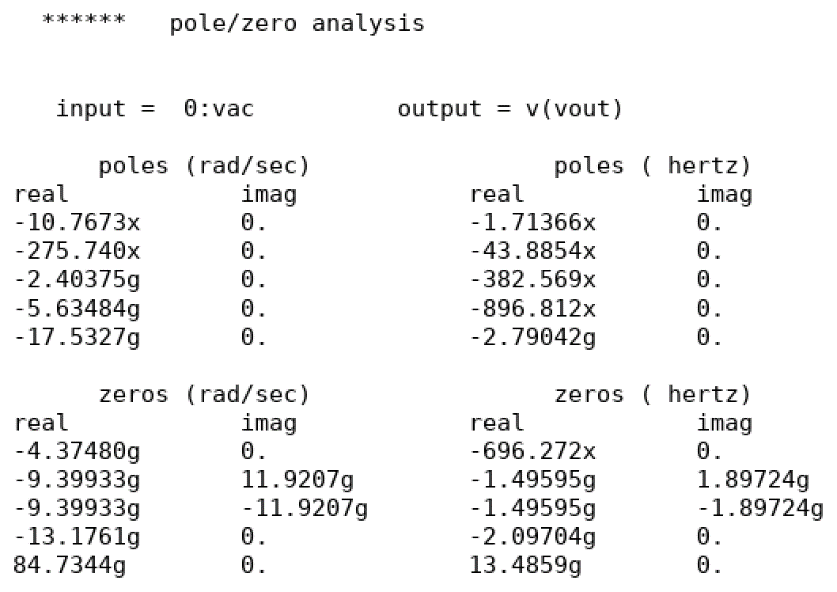 ****** pole/zero analysis
input = 0:vac output = v(vout)
poles (rad/sec) poles ( hertz)
real imag real imag
-10.7673x 0. -1.71366x 0.
-275.740x 0. -43.8854x 0.
-2.40375g 0. -382.569x 0.
-5.63484g 0. -896.812x 0.
-17.5327g 0. -2.79042g 0.
zeros (rad/sec) zeros ( hertz)
real imag real imag
-4.37480g 0. -696.272x 0.
-9.39933g 11.9207g -1.49595g 1.89724g
-9.39933g -11.9207g -1.49595g -1.89724g
-13.1761g 0. -2.09704g 0.
84.7344g 0. 13.4859g 0.